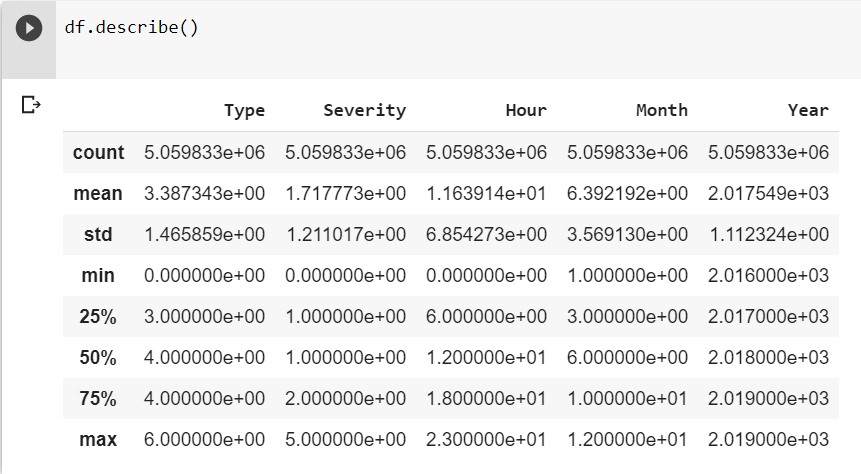 df.describe()
Type Severity Hour Month Year
count 5.059833e+06 5.059833e+06 5.059833e+06 5.059833e+06 5.059833e+06
mean 3.387343e+00 1.717773e+00 1.163914e+01 6.392192e+00 2.017549e+03
std 1.465859e+00 1.211017e+00 6.854273e+00 3.569130e+00 1.112324e+00
min 0.000000e+00 0.000000e+00 0.000000e+00 1.000000e+00 2.016000e+03
25% 3.000000e+00 1.000000e+00 6.000000e+00 3.000000e+00 2.017000e+03
50% 4.000000e+00 1.000000e+00 1.200000e+01 6.000000e+00 2.018000e+03
75% 4.000000e+00 2.000000e+00 1.800000e+01 1.000000e+01 2.019000e+03
max 6.000000e+00 5.000000e+00 2.300000e+01 1.200000e+01 2.019000e+03